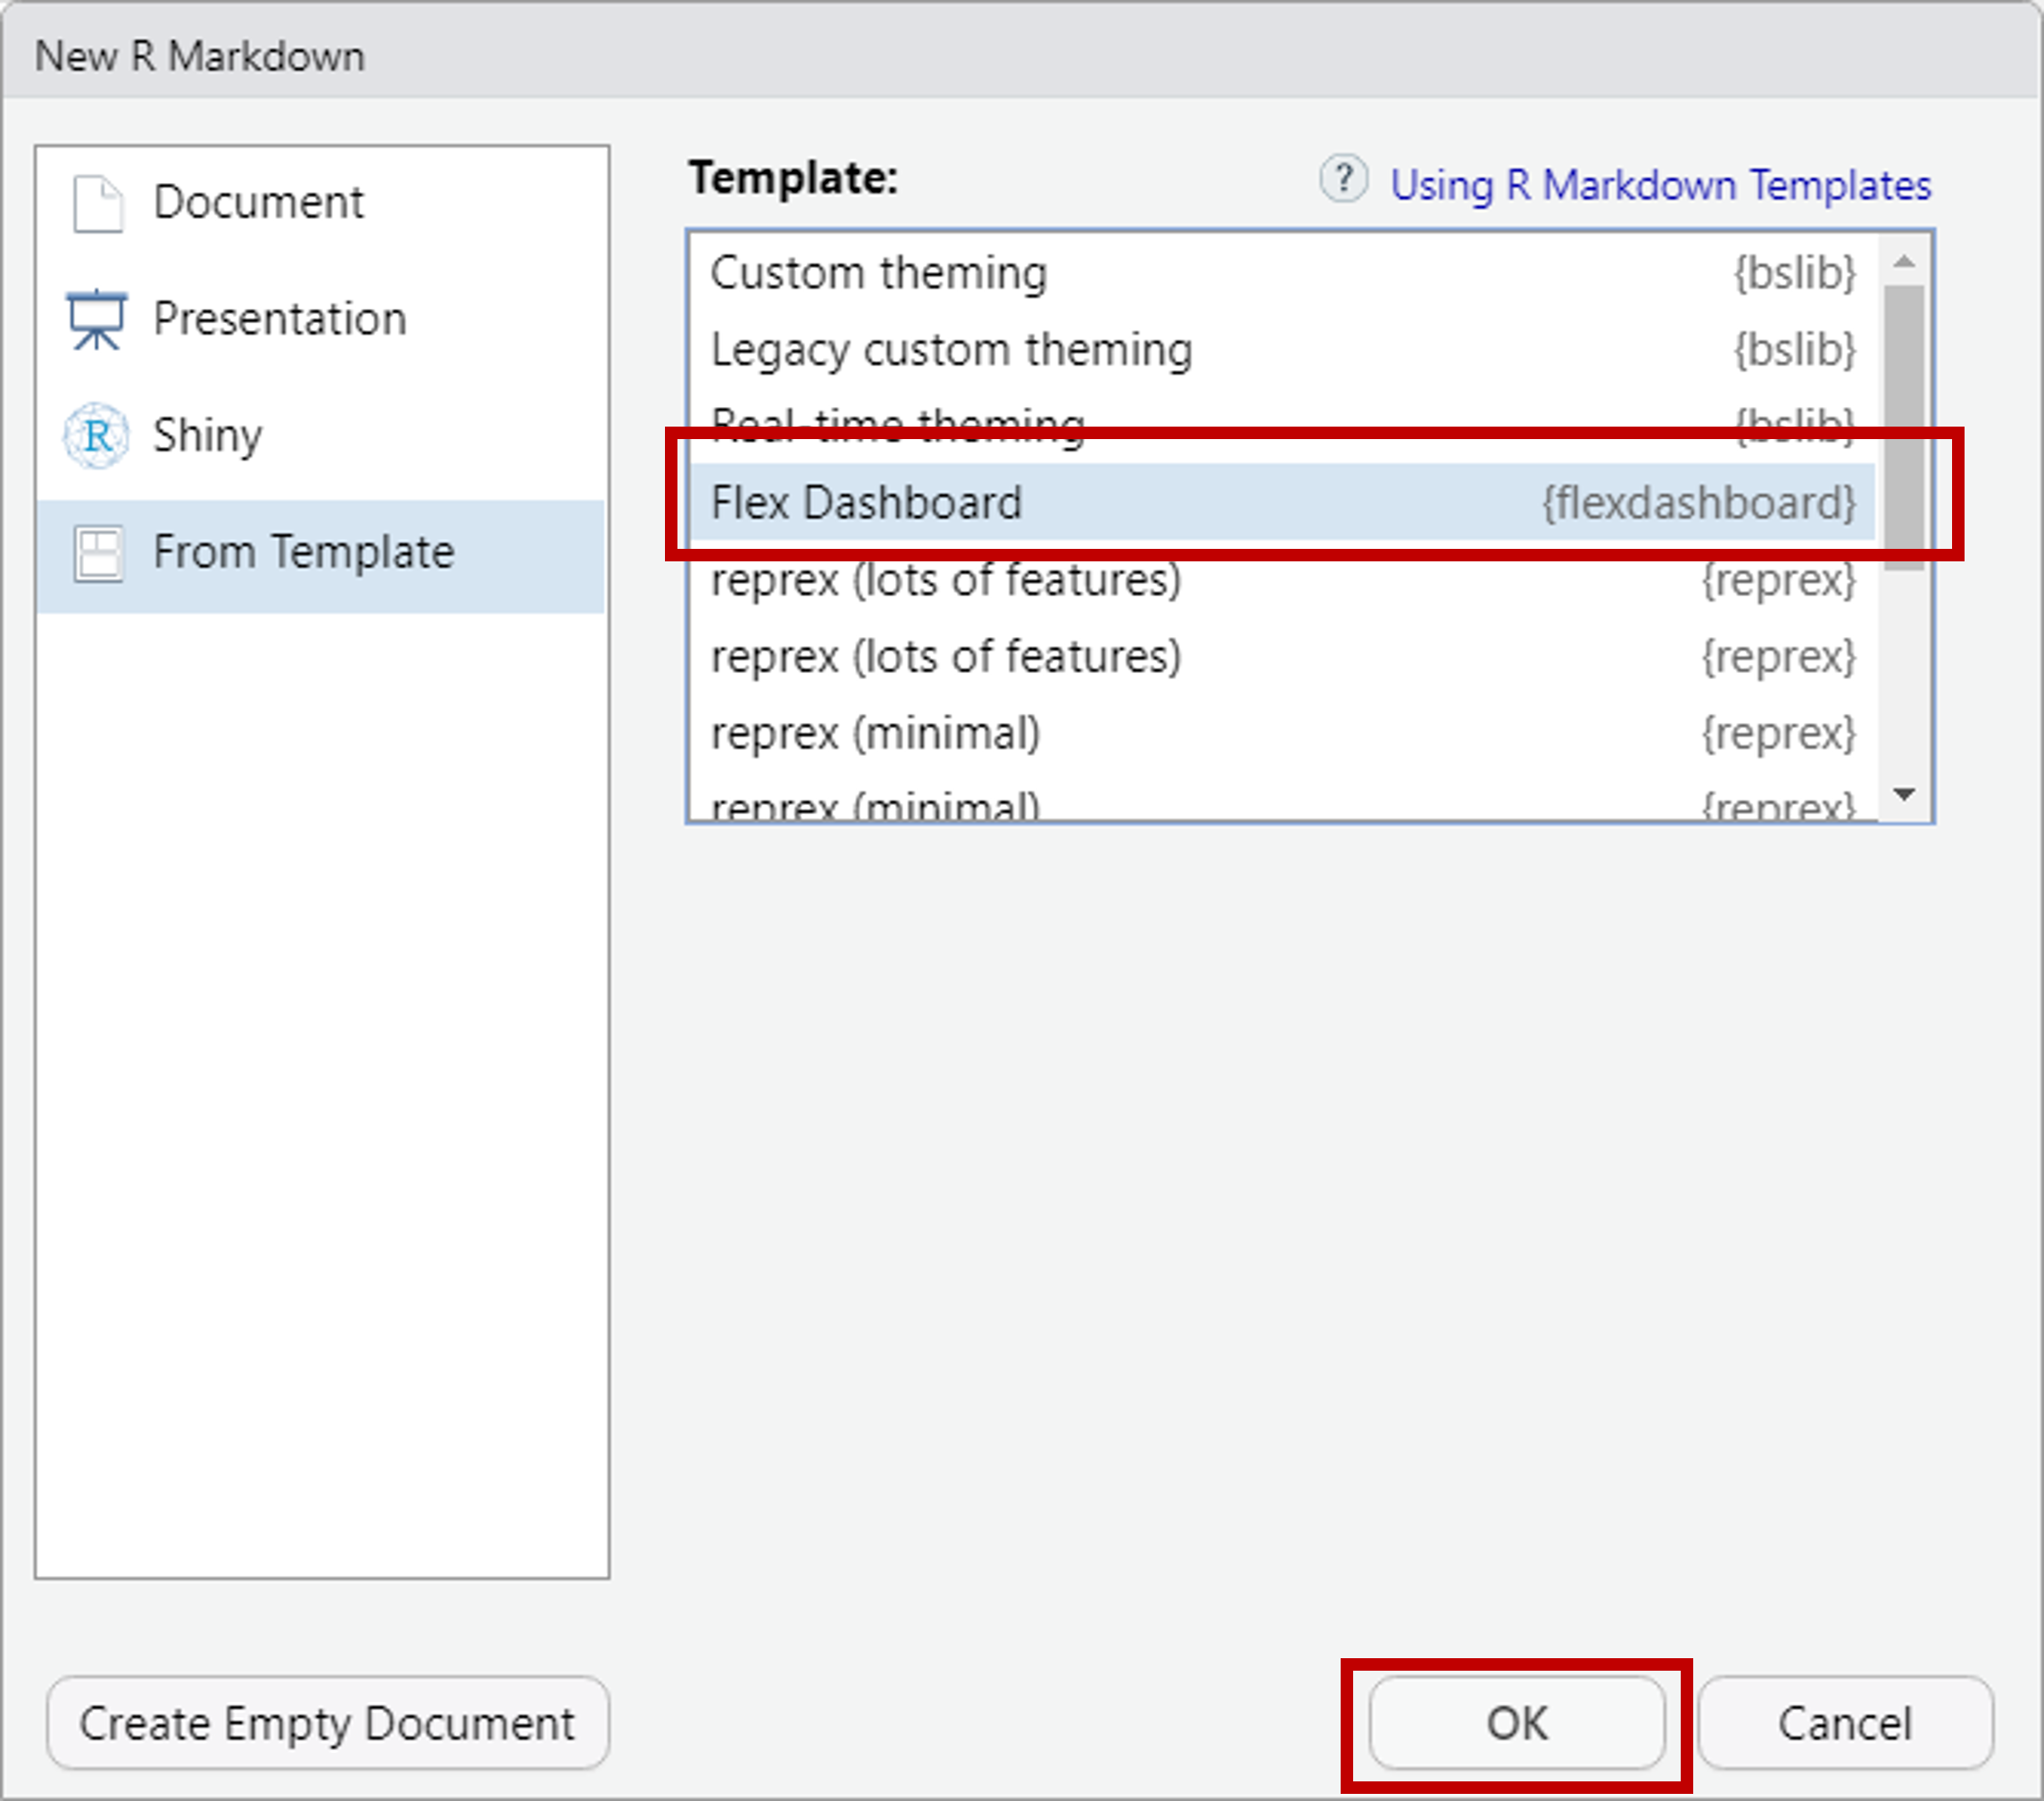 New R Markdown
Document
Presentation
R
Shiny
From Template
Template:
? Using R Markdown Templates
Custom theming {bslib}
Legacy custom theming {bslib}
Real-time theming {bslib}
Flex Dashboard {flexdashboard}
reprex (lots of features) {reprex}
reprex (lots of features) {reprex}
reprex (minimal) {reprex}
reprex (minimal) {reprex}
Create Empty Document
OK
Cancel